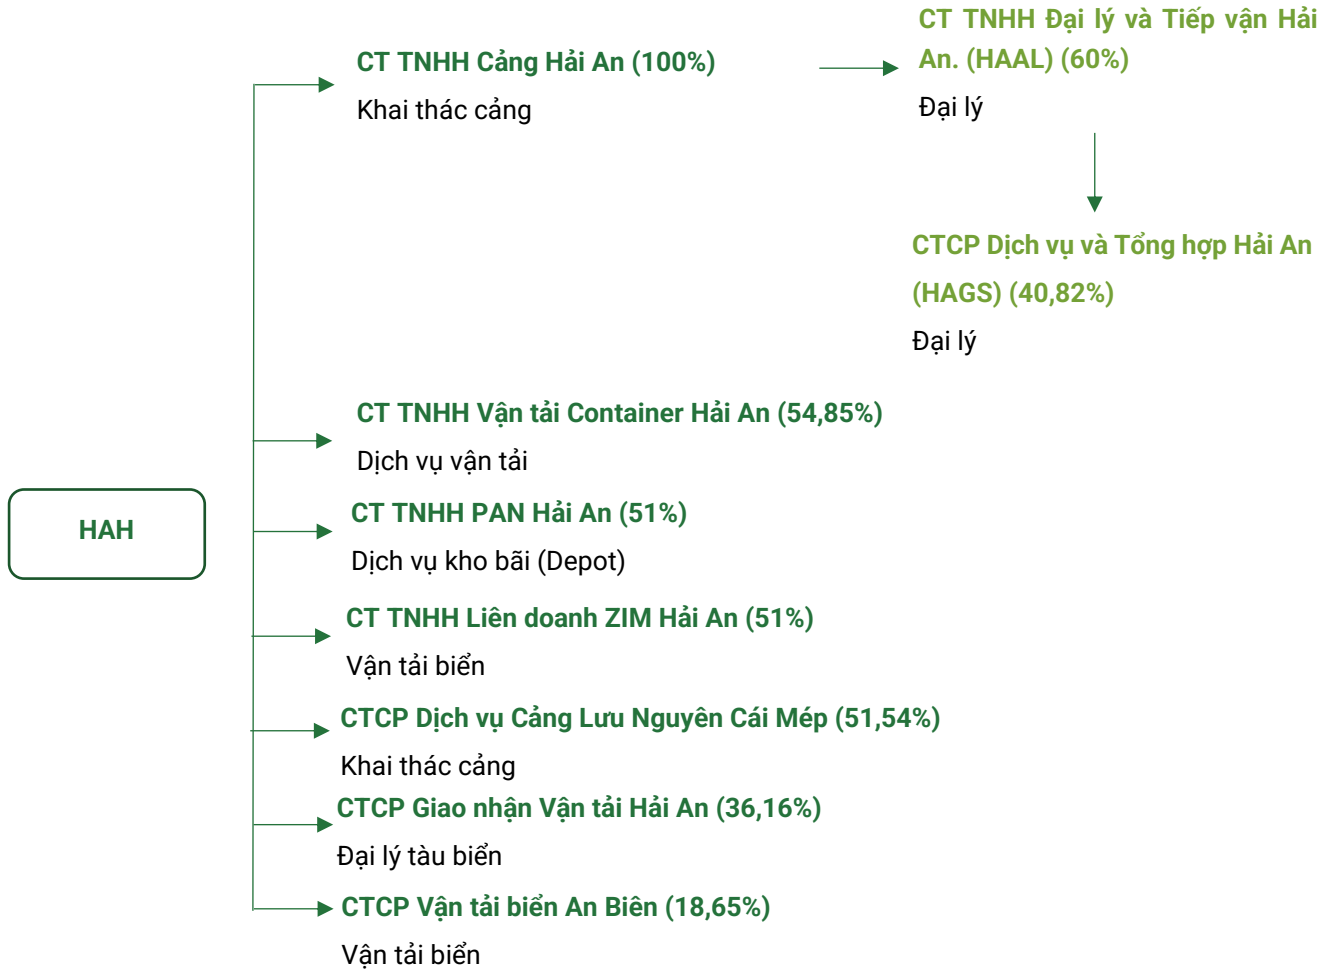 HAH
CT TNHH Cảng Hải An (100%)
Khai thác cảng
CT TNHH Đại lý và Tiếp vận Hải
An. (HAAL) (60%)
Đại lý
CTCP Dịch vụ và Tổng hợp Hải An
(HAGS) (40,82%)
Đại lý
CT TNHH Vận tải Container Hải An (54,85%)
Dịch vụ vận tải
CT TNHH PAN Hải An (51%)
Dịch vụ kho bãi (Depot)
CT TNHH Liên doanh ZIM Hải An (51%)
Vận tải biển
CTCP Dịch vụ Cảng Lưu Nguyên Cái Mép (51,54%)
Khai thác cảng
CTCP Giao nhận Vận tải Hải An (36,16%)
Đại lý tàu biển
CTCP Vận tải biển An Biên (18,65%)
Vận tải biển